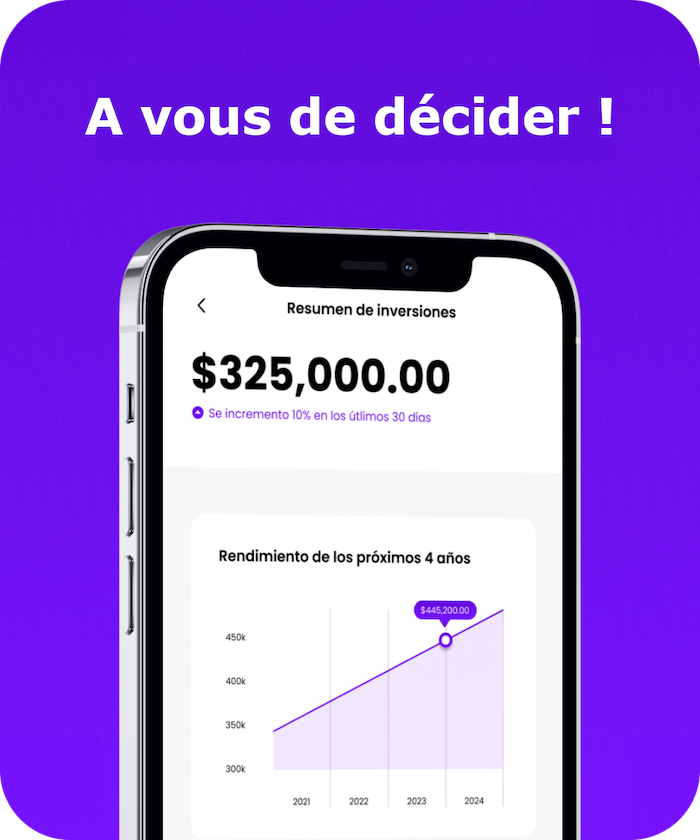 A vous de décider !
Resumen de inversiones
$325,000.00
Se incremento 10% en los útlimos 30 días
Rendimiento de los próximos 4 años
$445,200.00
450k
400k
350k
300k
2021 2022 2023 2024